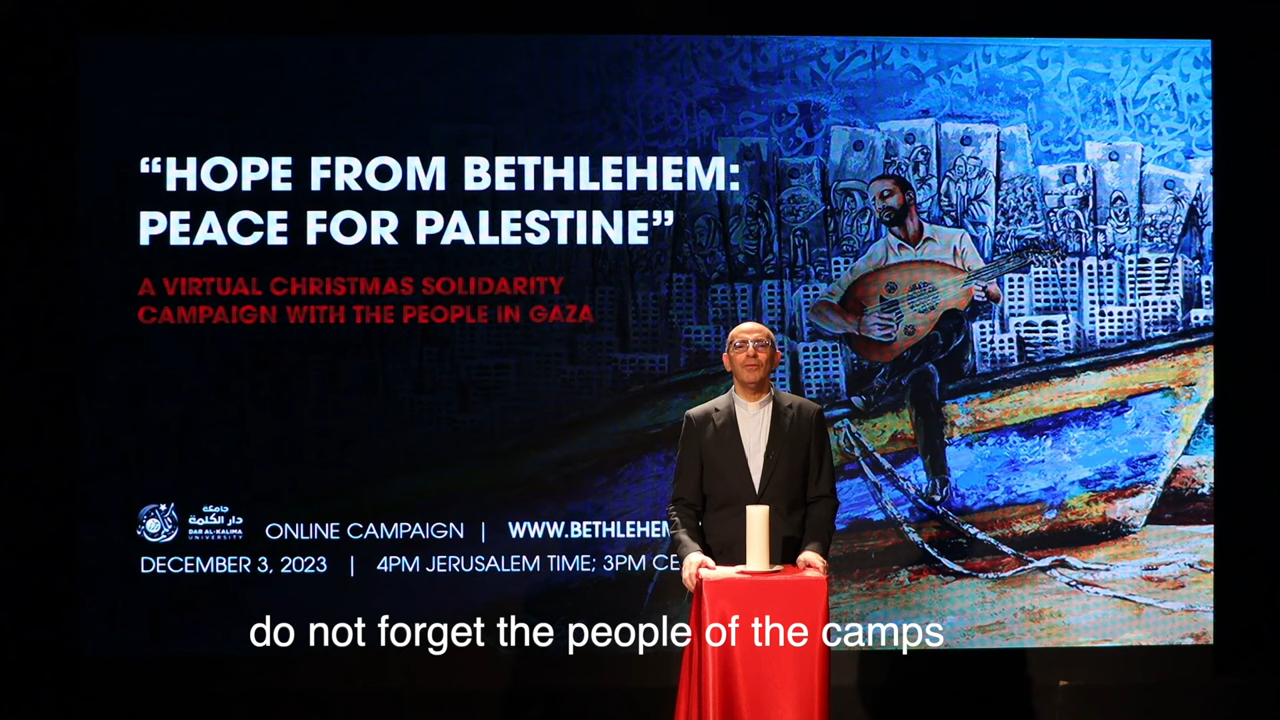 “HOPE FROM BETHLEHEM:
PEACE FOR PALESTINE”
A VIRTUAL CHRISTMAS SOLIDARITY
CAMPAIGN WITH THE PEOPLE IN GAZA
جامعة
دار الكلمة
DAR AL-KALIMA
UNIVERSITY
ONLINE CAMPAIGN | WWW.BETHLEHEM
DECEMBER 3, 2023 | 4PM JERUSALEM TIME; 3PM CE
do not forget the people of the camps